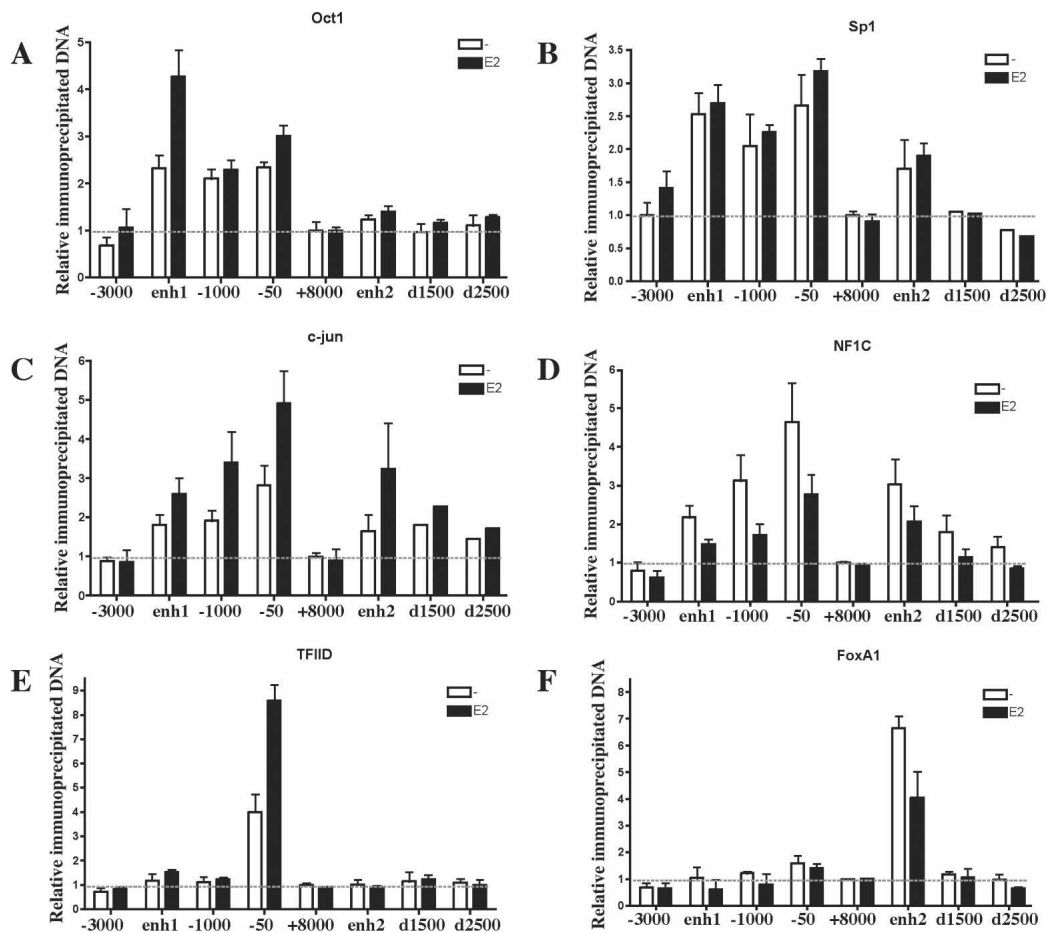 Oct1
A
Relative immunoprecipitated DNA
5
4
3
2
1
0
-
E2
-3000 enh1 -1000 -50 +8000 enh2 d1500 d2500
Sp1
B
Relative immunoprecipitated DNA
3.5
3.0
2.5
2.0
1.5
1.0
0.5
0.0
-
E2
-3000 enh1 -1000 -50 +8000 enh2 d1500 d2500
c-jun
C
Relative immunoprecipitated DNA
6
5
4
3
2
1
0
-
E2
-3000 enh1 -1000 -50 +8000 enh2 d1500 d2500
NF1C
D
Relative immunoprecipitated DNA
6
5
4
3
2
1
0
-
E2
-3000 enh1 -1000 -50 +8000 enh2 d1500 d2500
TFIID
E
Relative immunoprecipitated DNA
9
8
7
6
5
4
3
2
1
0
-
E2
-3000 enh1 -1000 -50 +8000 enh2 d1500 d2500
FoxA1
F
Relative immunoprecipitated DNA
8
7
6
5
4
3
2
1
0
-
E2
-3000 enh1 -1000 -50 +8000 enh2 d1500 d2500